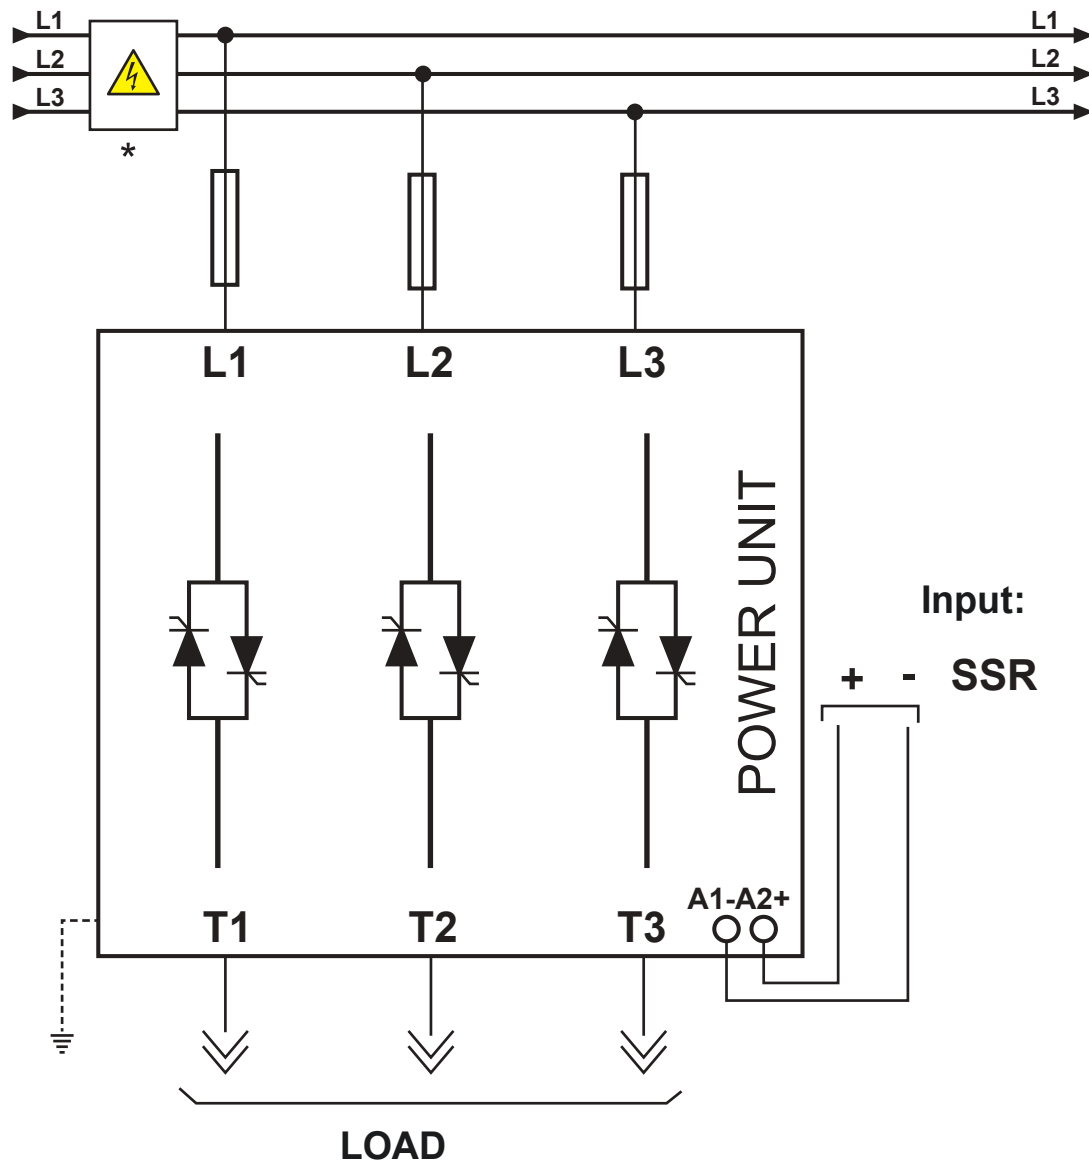 L1 L1
L2 L2
L3 L3
*
L1 L2 L3
POWER UNIT
Input:
+ - SSR
A1-A2+
T1 T2 T3
LOAD